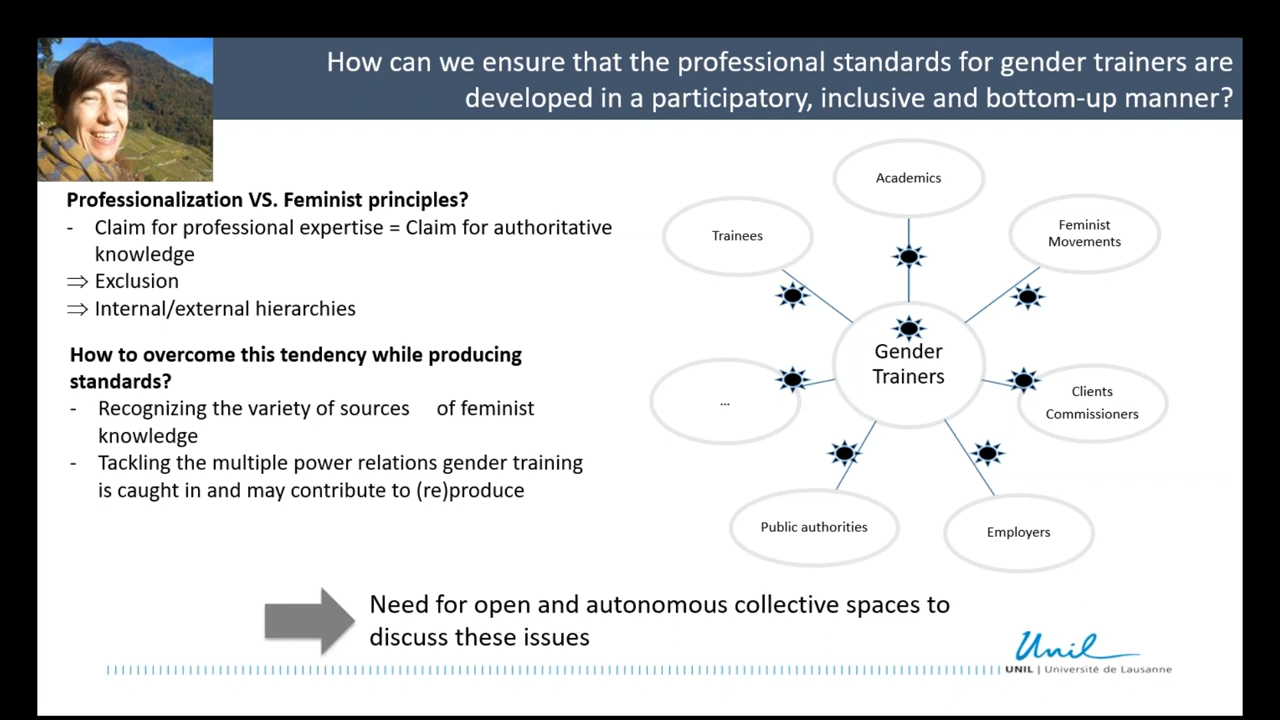 How can we ensure that the professional standards for gender trainers are
developed in a participatory, inclusive and bottom-up manner?
Professionalization VS. Feminist principles?
- Claim for professional expertise = Claim for authoritative
knowledge
⇒ Exclusion
⇒ Internal/external hierarchies
How to overcome this tendency while producing
standards?
- Recognizing the variety of sources of feminist
knowledge
- Tackling the multiple power relations gender training
is caught in and may contribute to (re)produce
Academics
Trainees
Feminist
Movements
Gender
Trainers
...
Clients
Commissioners
Public authorities
Employers
Need for open and autonomous collective spaces to
discuss these issues
Unil
UNIL | Université de Lausanne